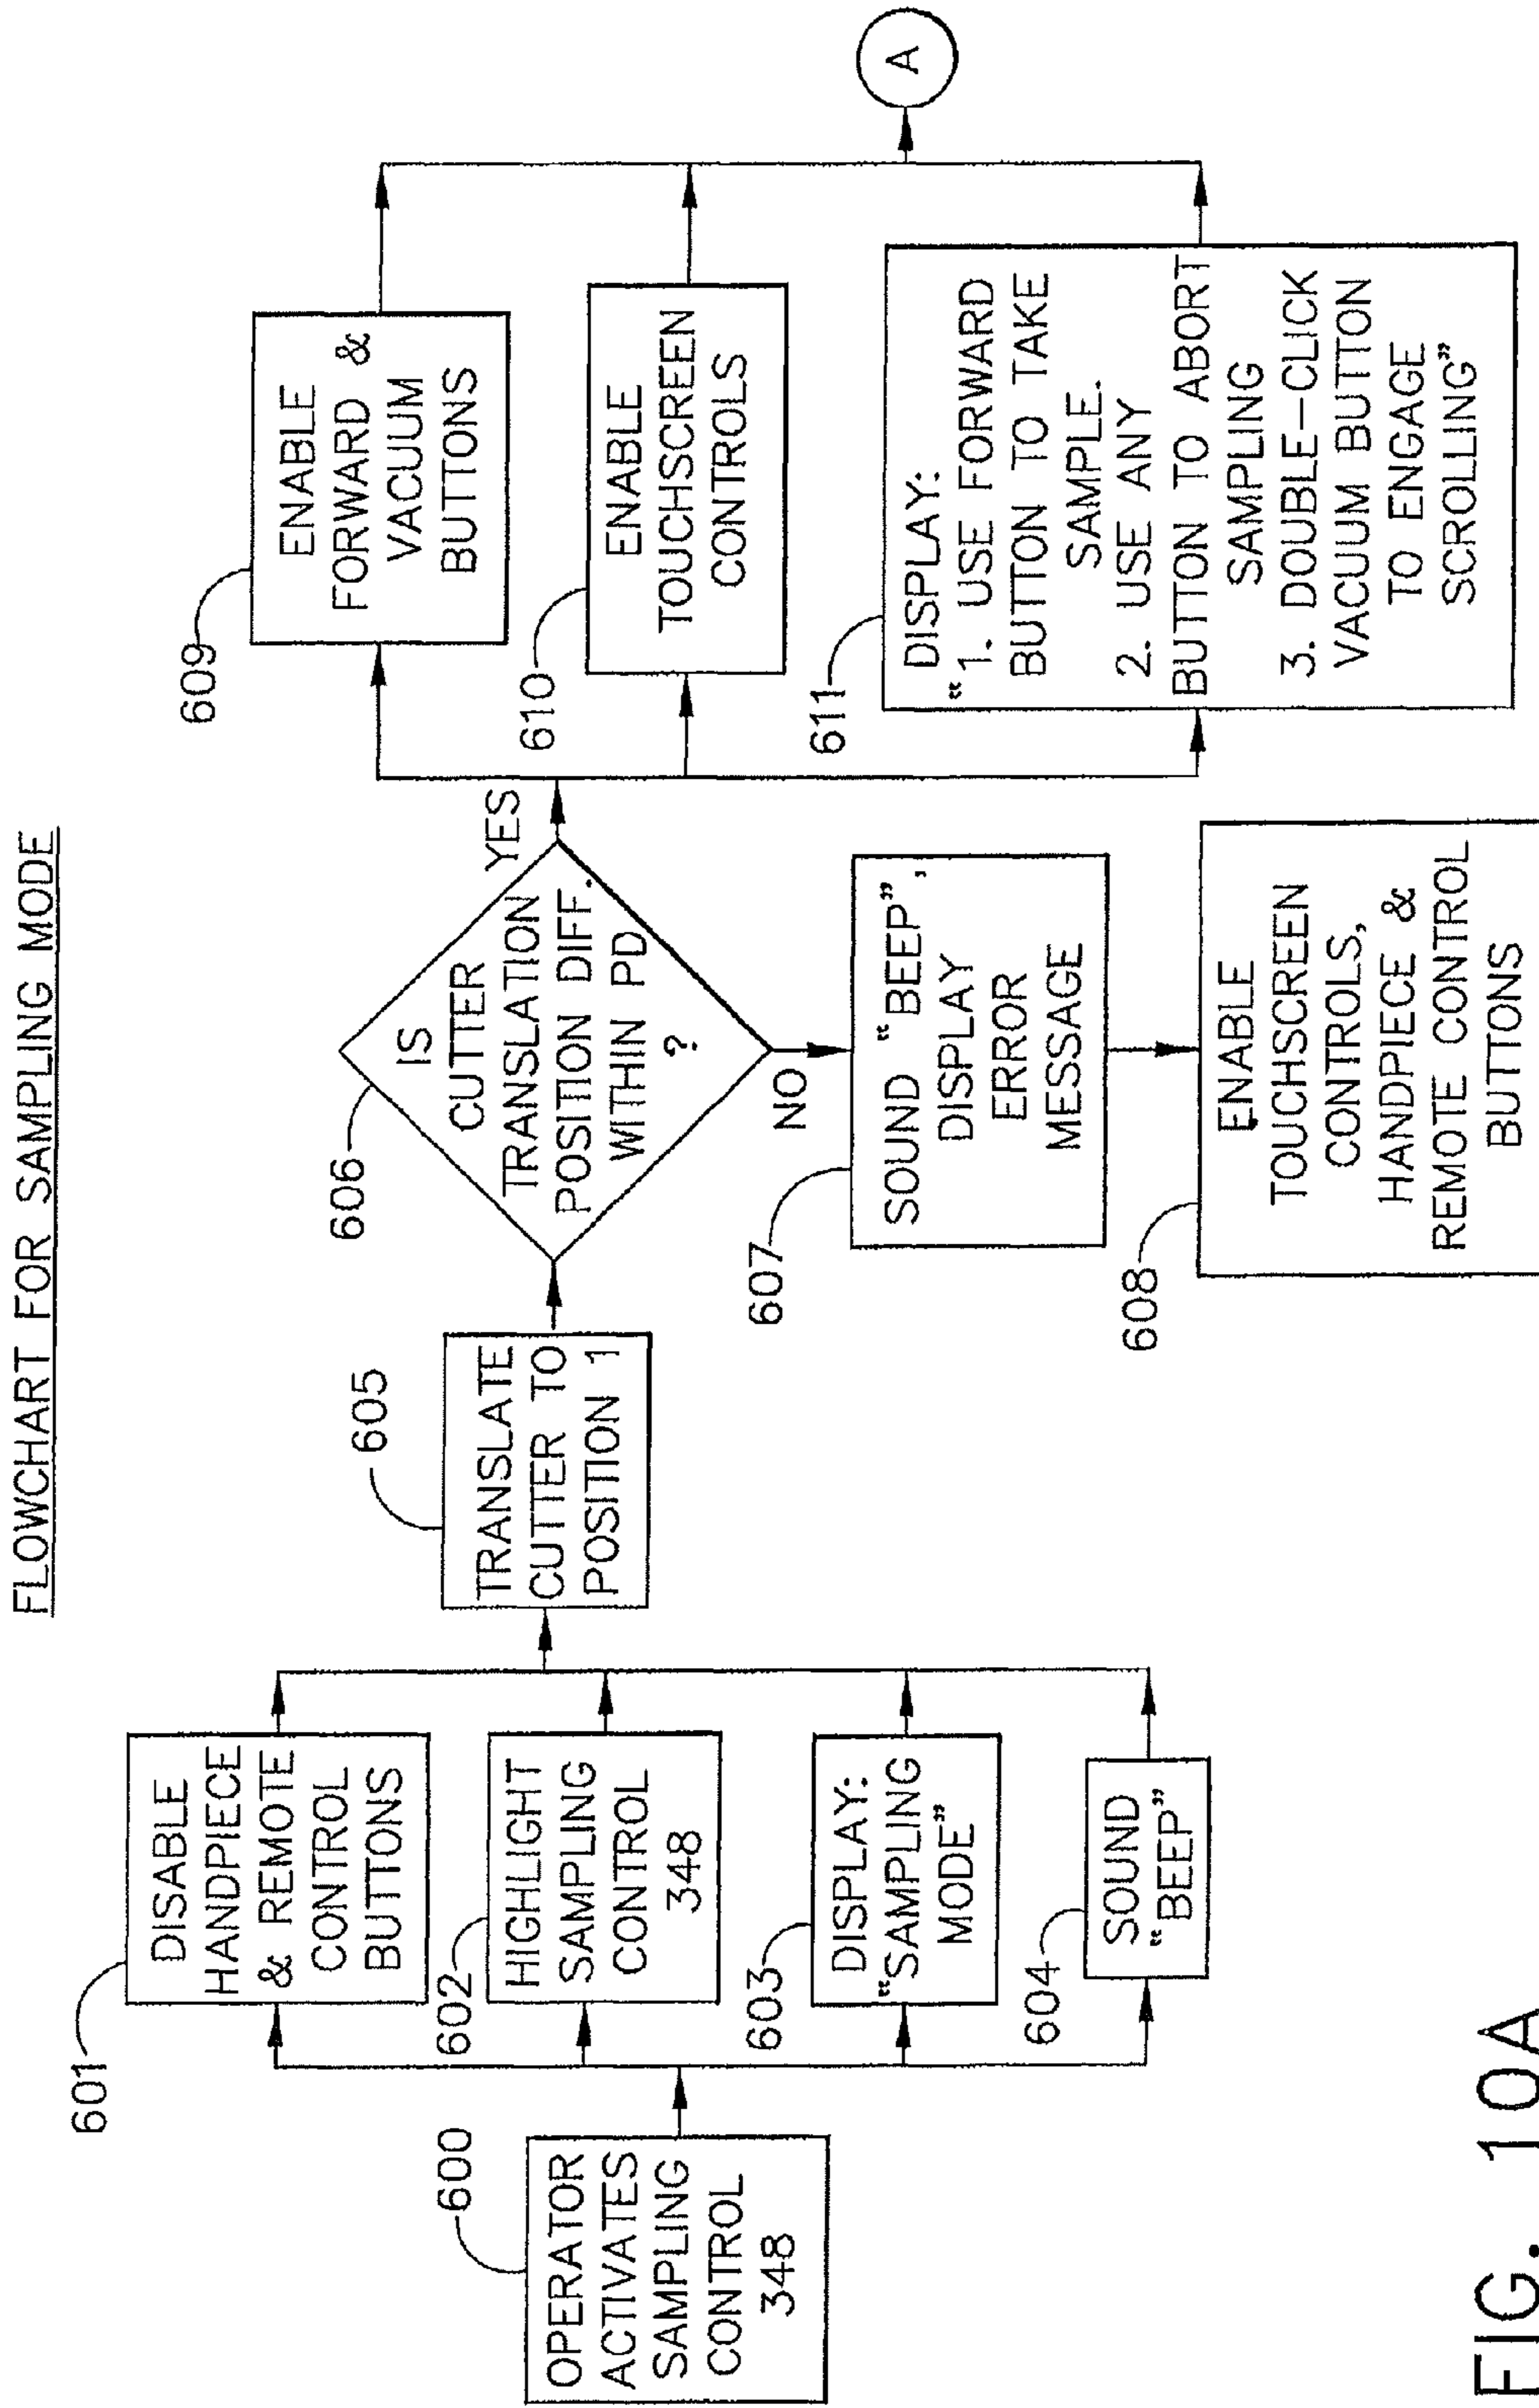 FLOWCHART FOR SAMPLING MODE
600
OPERATOR
ACTIVATES
SAMPLING
CONTROL
348
601
DISABLE
HANDPIECE
& REMOTE
CONTROL
BUTTONS
602
HIGHLIGHT
SAMPLING
CONTROL
348
603
DISPLAY:
“SAMPLING
MODE”
604
SOUND
“BEEP”
605
TRANSLATE
CUTTER TO
POSITION 1
606
IS
CUTTER
TRANSLATION
POSITION DIFF.
WITHIN PD
?
YES
NO
607
SOUND “BEEP”,
DISPLAY
ERROR
MESSAGE
608
ENABLE
TOUCHSCREEN
CONTROLS,
HANDPIECE &
REMOTE CONTROL
BUTTONS
609
ENABLE
FORWARD &
VACUUM
BUTTONS
610
ENABLE
TOUCHSCREEN
CONTROLS
611
DISPLAY:
“1. USE FORWARD
BUTTON TO TAKE
SAMPLE.
2. USE ANY
BUTTON TO ABORT
SAMPLING
3. DOUBLE-CLICK
VACUUM BUTTON
TO ENGAGE
SCROLLING”
A
FIG. 10A